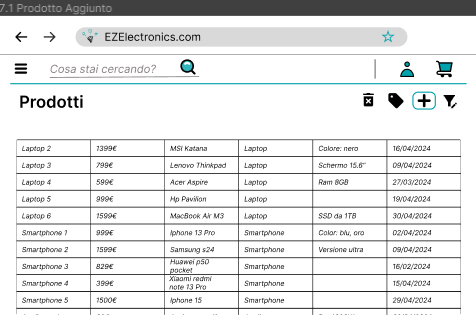 7.1 Prodotto Aggiunto
EZElectronics.com
Cosa stai cercando?
Prodotti
Laptop 2 1399€ MSI Katana Laptop Colore: nero 16/04/2024
Laptop 3 799€ Lenovo Thinkpad Laptop Schermo 15.6" 09/04/2024
Laptop 4 599€ Acer Aspire Laptop Ram 8GB 27/03/2024
Laptop 5 999€ Hp Pavilion Laptop 19/04/2024
Laptop 6 1599€ MacBook Air M3 Laptop SSD da 1TB 30/04/2024
Smartphone 1 999€ Iphone 13 Pro Smartphone Color: blu, oro 02/04/2024
Smartphone 2 1599€ Samsung s24 Smartphone Versione ultra 09/04/2024
Smartphone 3 829€ Huawei p50 pocket Smartphone 16/02/2024
Smartphone 4 399€ Xiaomi redmi note 13 Pro Smartphone 15/04/2024
Smartphone 5 1500€ Iphone 15 Smartphone 29/04/2024